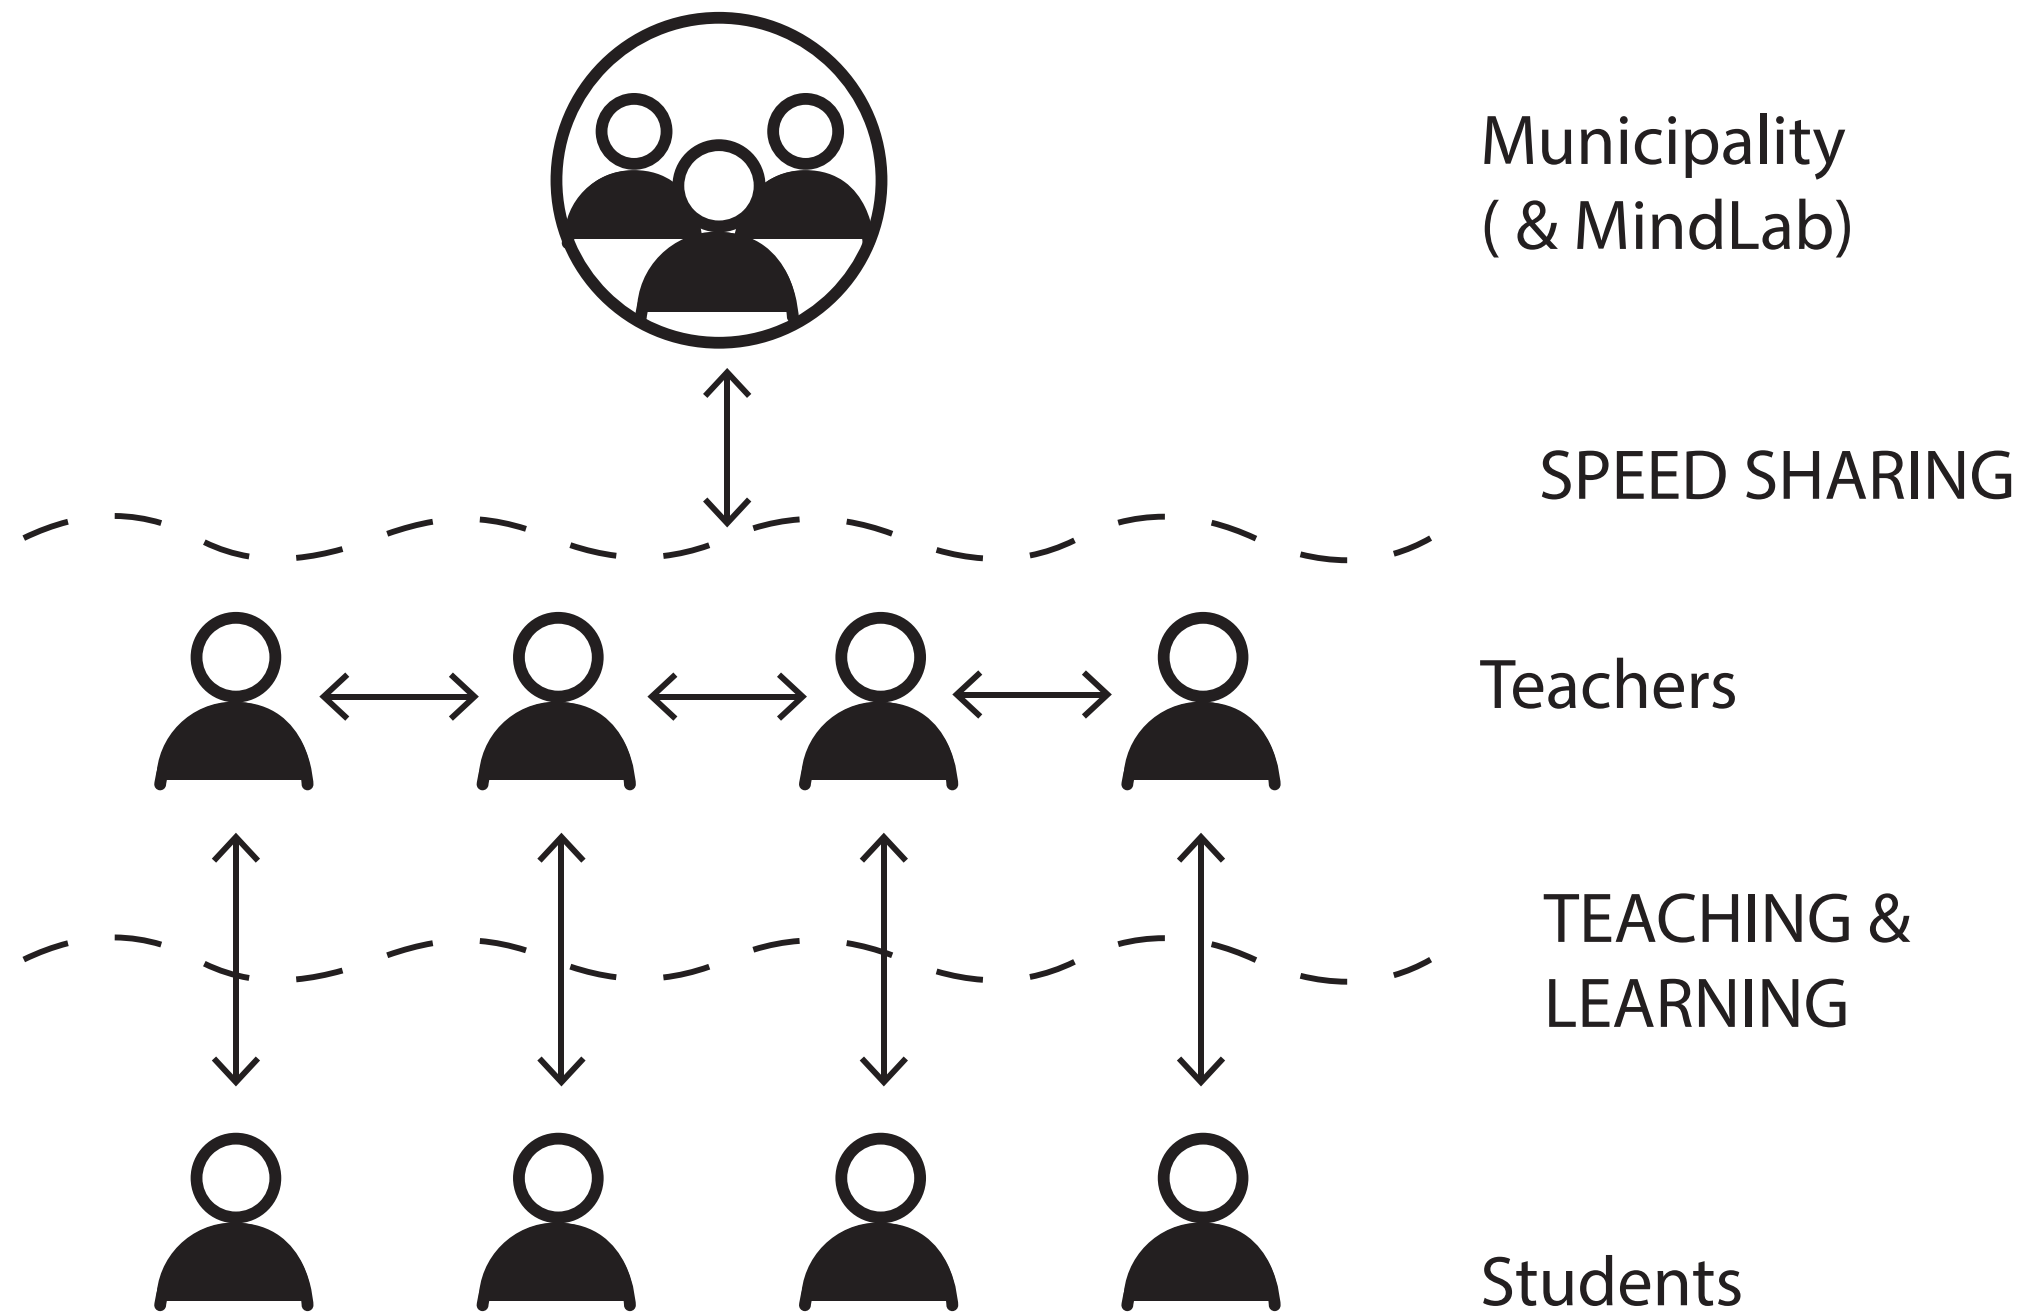 Municipality
( & MindLab)
SPEED SHARING
Teachers
TEACHING &
LEARNING
Students